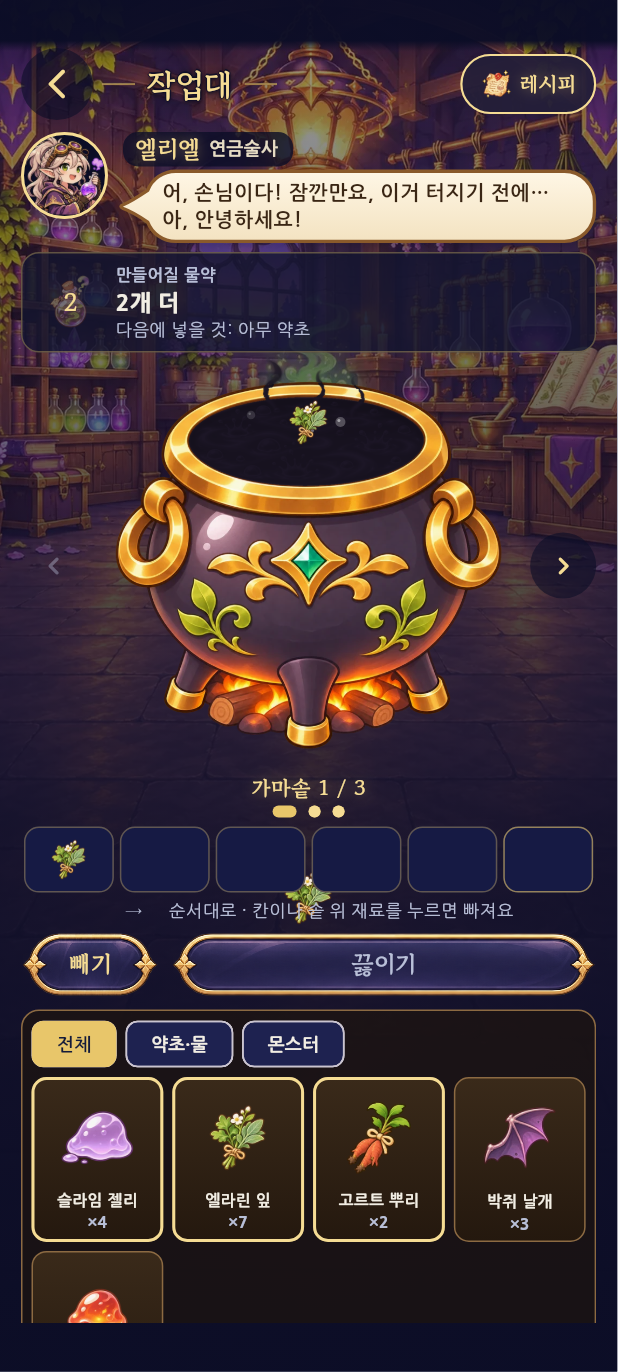 작업대
레시피
엘리엘 연금술사
어, 손님이다! 잠깐만요, 이거 터지기 전에…
아, 안녕하세요!
만들어질 물약
2
2개 더
다음에 넣을 것: 아무 약초
가마솥 1 / 3
→ 순서대로 · 칸이나 솥 위 재료를 누르면 빠져요
빼기
끓이기
전체
약초·물
몬스터
슬라임 젤리
×4
엘라린 잎
×7
고르트 뿌리
×2
박쥐 날개
×3